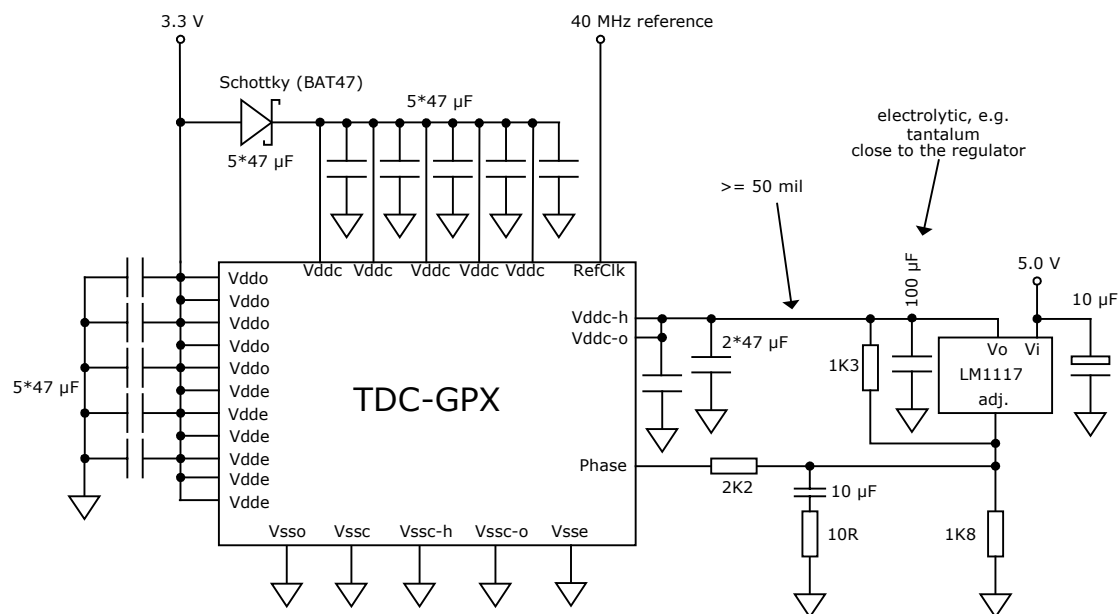 3.3 V
40 MHz reference
Schottky (BAT47)
5*47 µF
5*47 µF
electrolytic, e.g.
tantalum
close to the regulator
>= 50 mil
Vddc
Vddc
Vddc
Vddc
Vddc
RefClk
100 µF
5.0 V
10 µF
Vddo
Vddo
Vddo
Vddo
Vddo
Vdde
Vdde
Vdde
Vdde
Vdde
Vdde
5*47 µF
TDC-GPX
Vddc-h
Vddc-o
2*47 µF
1K3
Vo
Vi
LM1117
adj.
Phase
2K2
10 µF
10R
1K8
Vsso
Vssc
Vssc-h
Vssc-o
Vsse